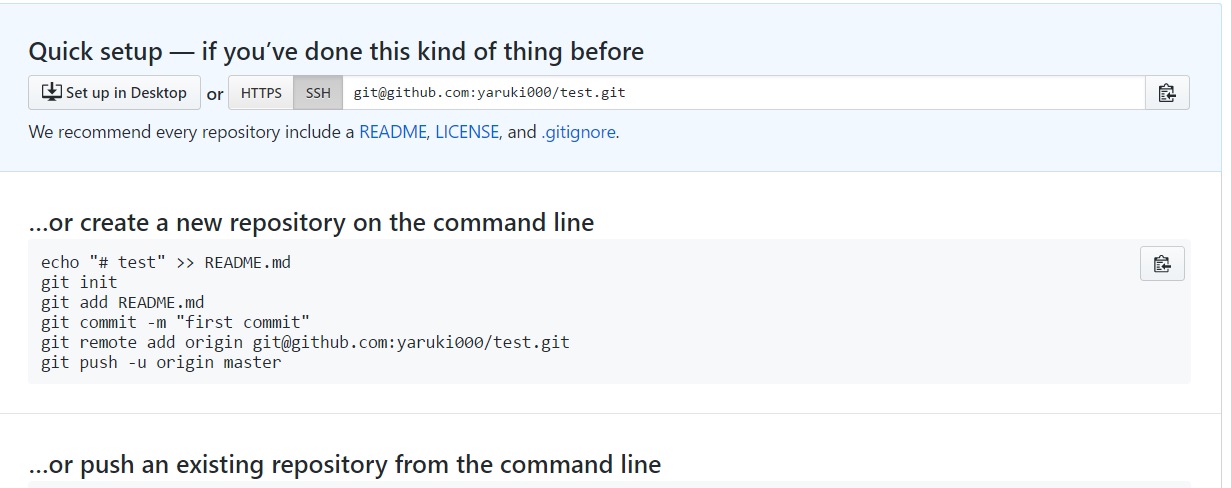 Quick setup — if you’ve done this kind of thing before
Set up in Desktop or HTTPS SSH git@github.com:yaruki000/test.git
We recommend every repository include a README, LICENSE, and .gitignore.
…or create a new repository on the command line
echo "# test" >> README.md
git init
git add README.md
git commit -m "first commit"
git remote add origin git@github.com:yaruki000/test.git
git push -u origin master
…or push an existing repository from the command line